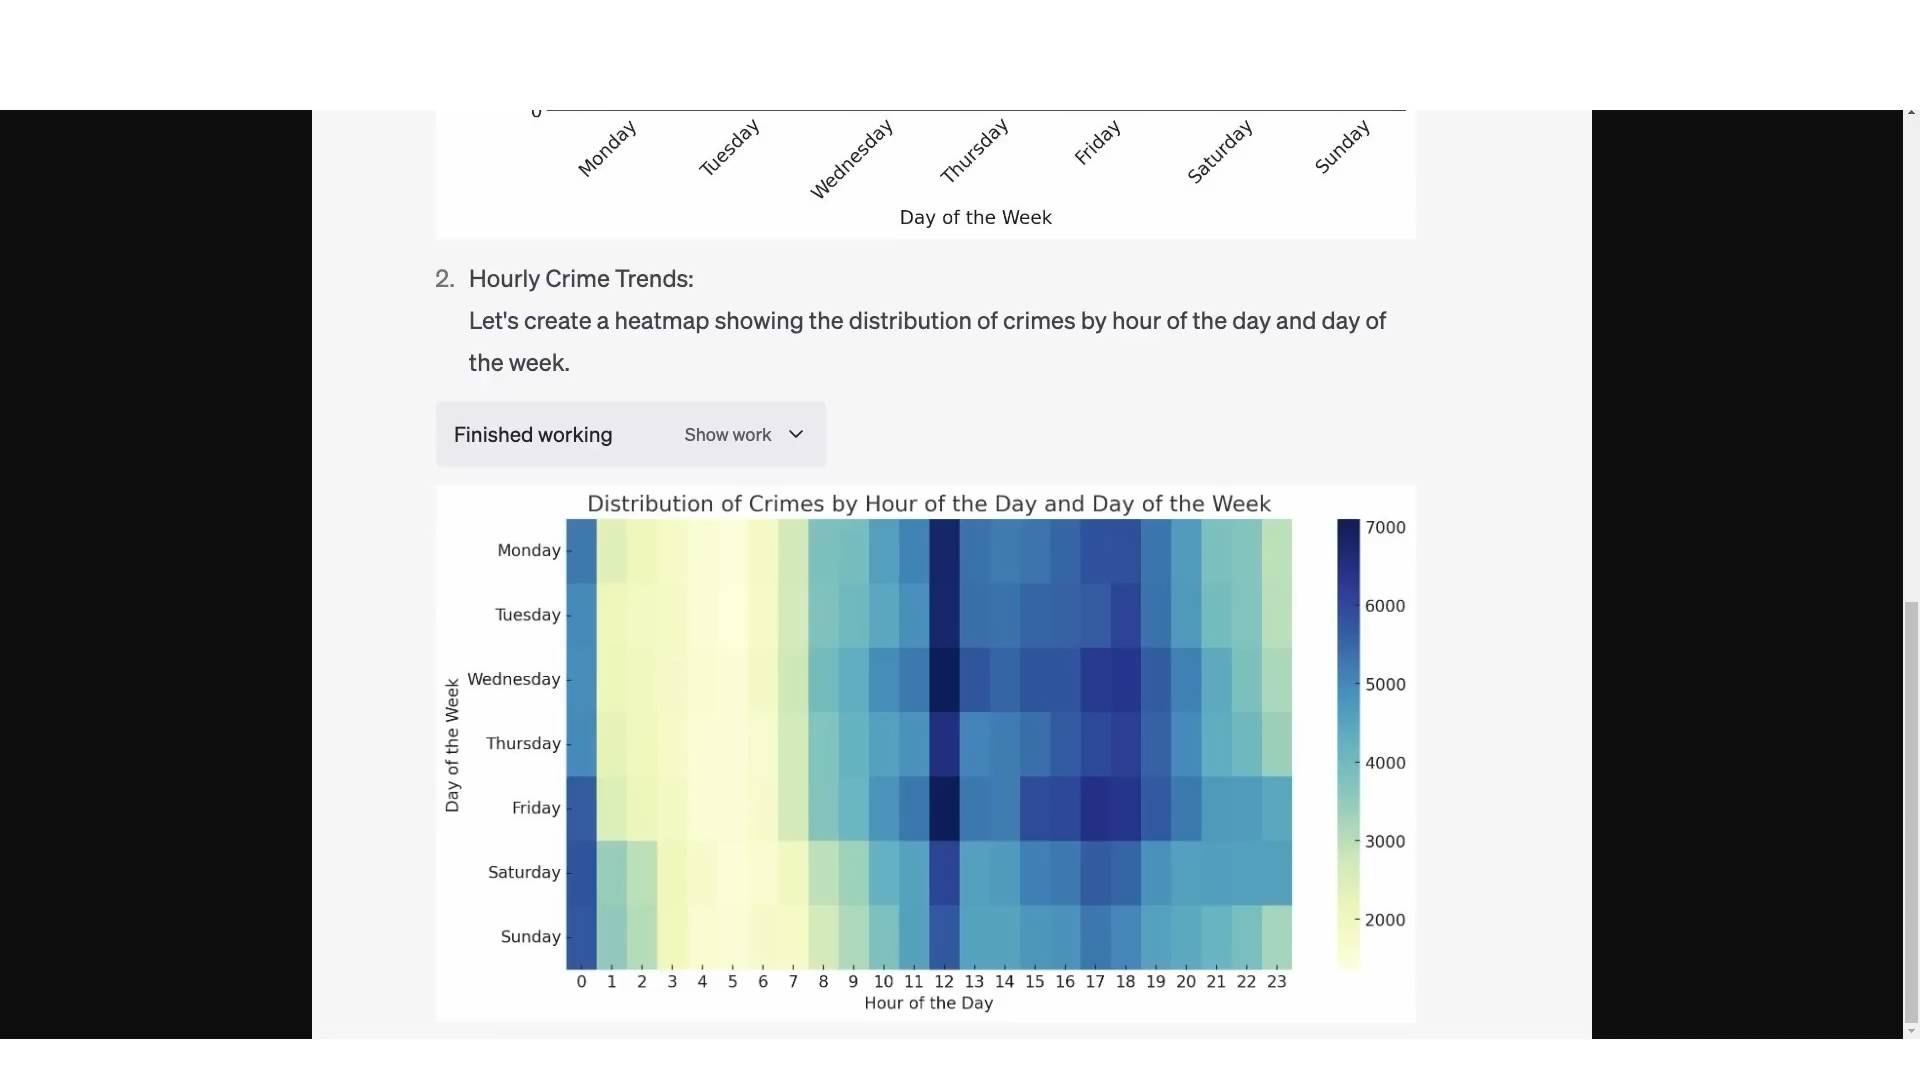 0
Monday
Tuesday
Wednesday
Thursday
Friday
Saturday
Sunday
Day of the Week
2. Hourly Crime Trends:
Let's create a heatmap showing the distribution of crimes by hour of the day and day of
the week.
Finished working Show work
Distribution of Crimes by Hour of the Day and Day of the Week
Day of the Week
Monday
Tuesday
Wednesday
Thursday
Friday
Saturday
Sunday
0 1 2 3 4 5 6 7 8 9 10 11 12 13 14 15 16 17 18 19 20 21 22 23
Hour of the Day
7000
6000
5000
4000
3000
2000